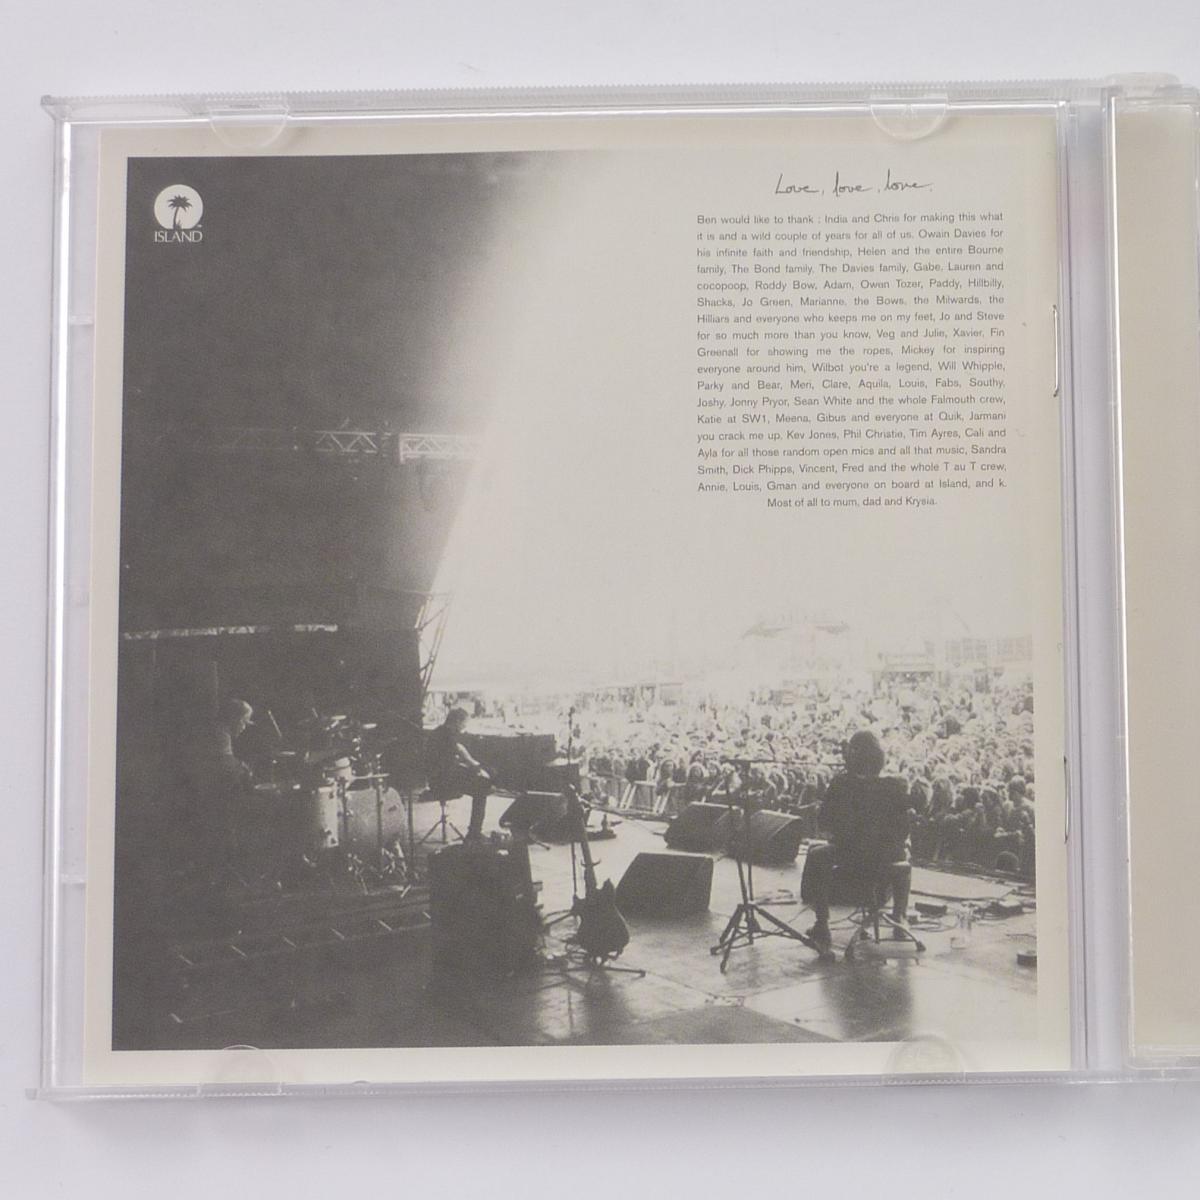 ISLAND
Love, love, love.
Ben would like to thank : India and Chris for making this what
it is and a wild couple of years for all of us. Owain Davies for
his infinite faith and friendship, Helen and the entire Bourne
family, The Bond family, The Davies family, Gabe, Lauren and
cocopoop, Roddy Bow, Adam, Owen Tozer, Paddy, Hillbilly,
Shacks, Jo Green, Marianne, the Bows, the Milwards, the
Hilliars and everyone who keeps me on my feet, Jo and Steve
for so much more than you know, Veg and Julie, Xavier, Fin
Greenall for showing me the ropes, Mickey for inspiring
everyone around him, Wilbot you're a legend, Will Whipple,
Parky and Bear, Meri, Clare, Aquila, Louis, Fabs, Southy,
Joshy, Jonny Pryor, Sean White and the whole Falmouth crew,
Katie at SW1, Meena, Gibus and everyone at Quik, Jarmani
you crack me up, Kev Jones, Phil Christie, Tim Ayres, Cali and
Ayla for all those random open mics and all that music, Sandra
Smith, Dick Phipps, Vincent, Fred and the whole T au T crew,
Annie, Louis, Gman and everyone on board at Island, and k.
Most of all to mum, dad and Krysia.